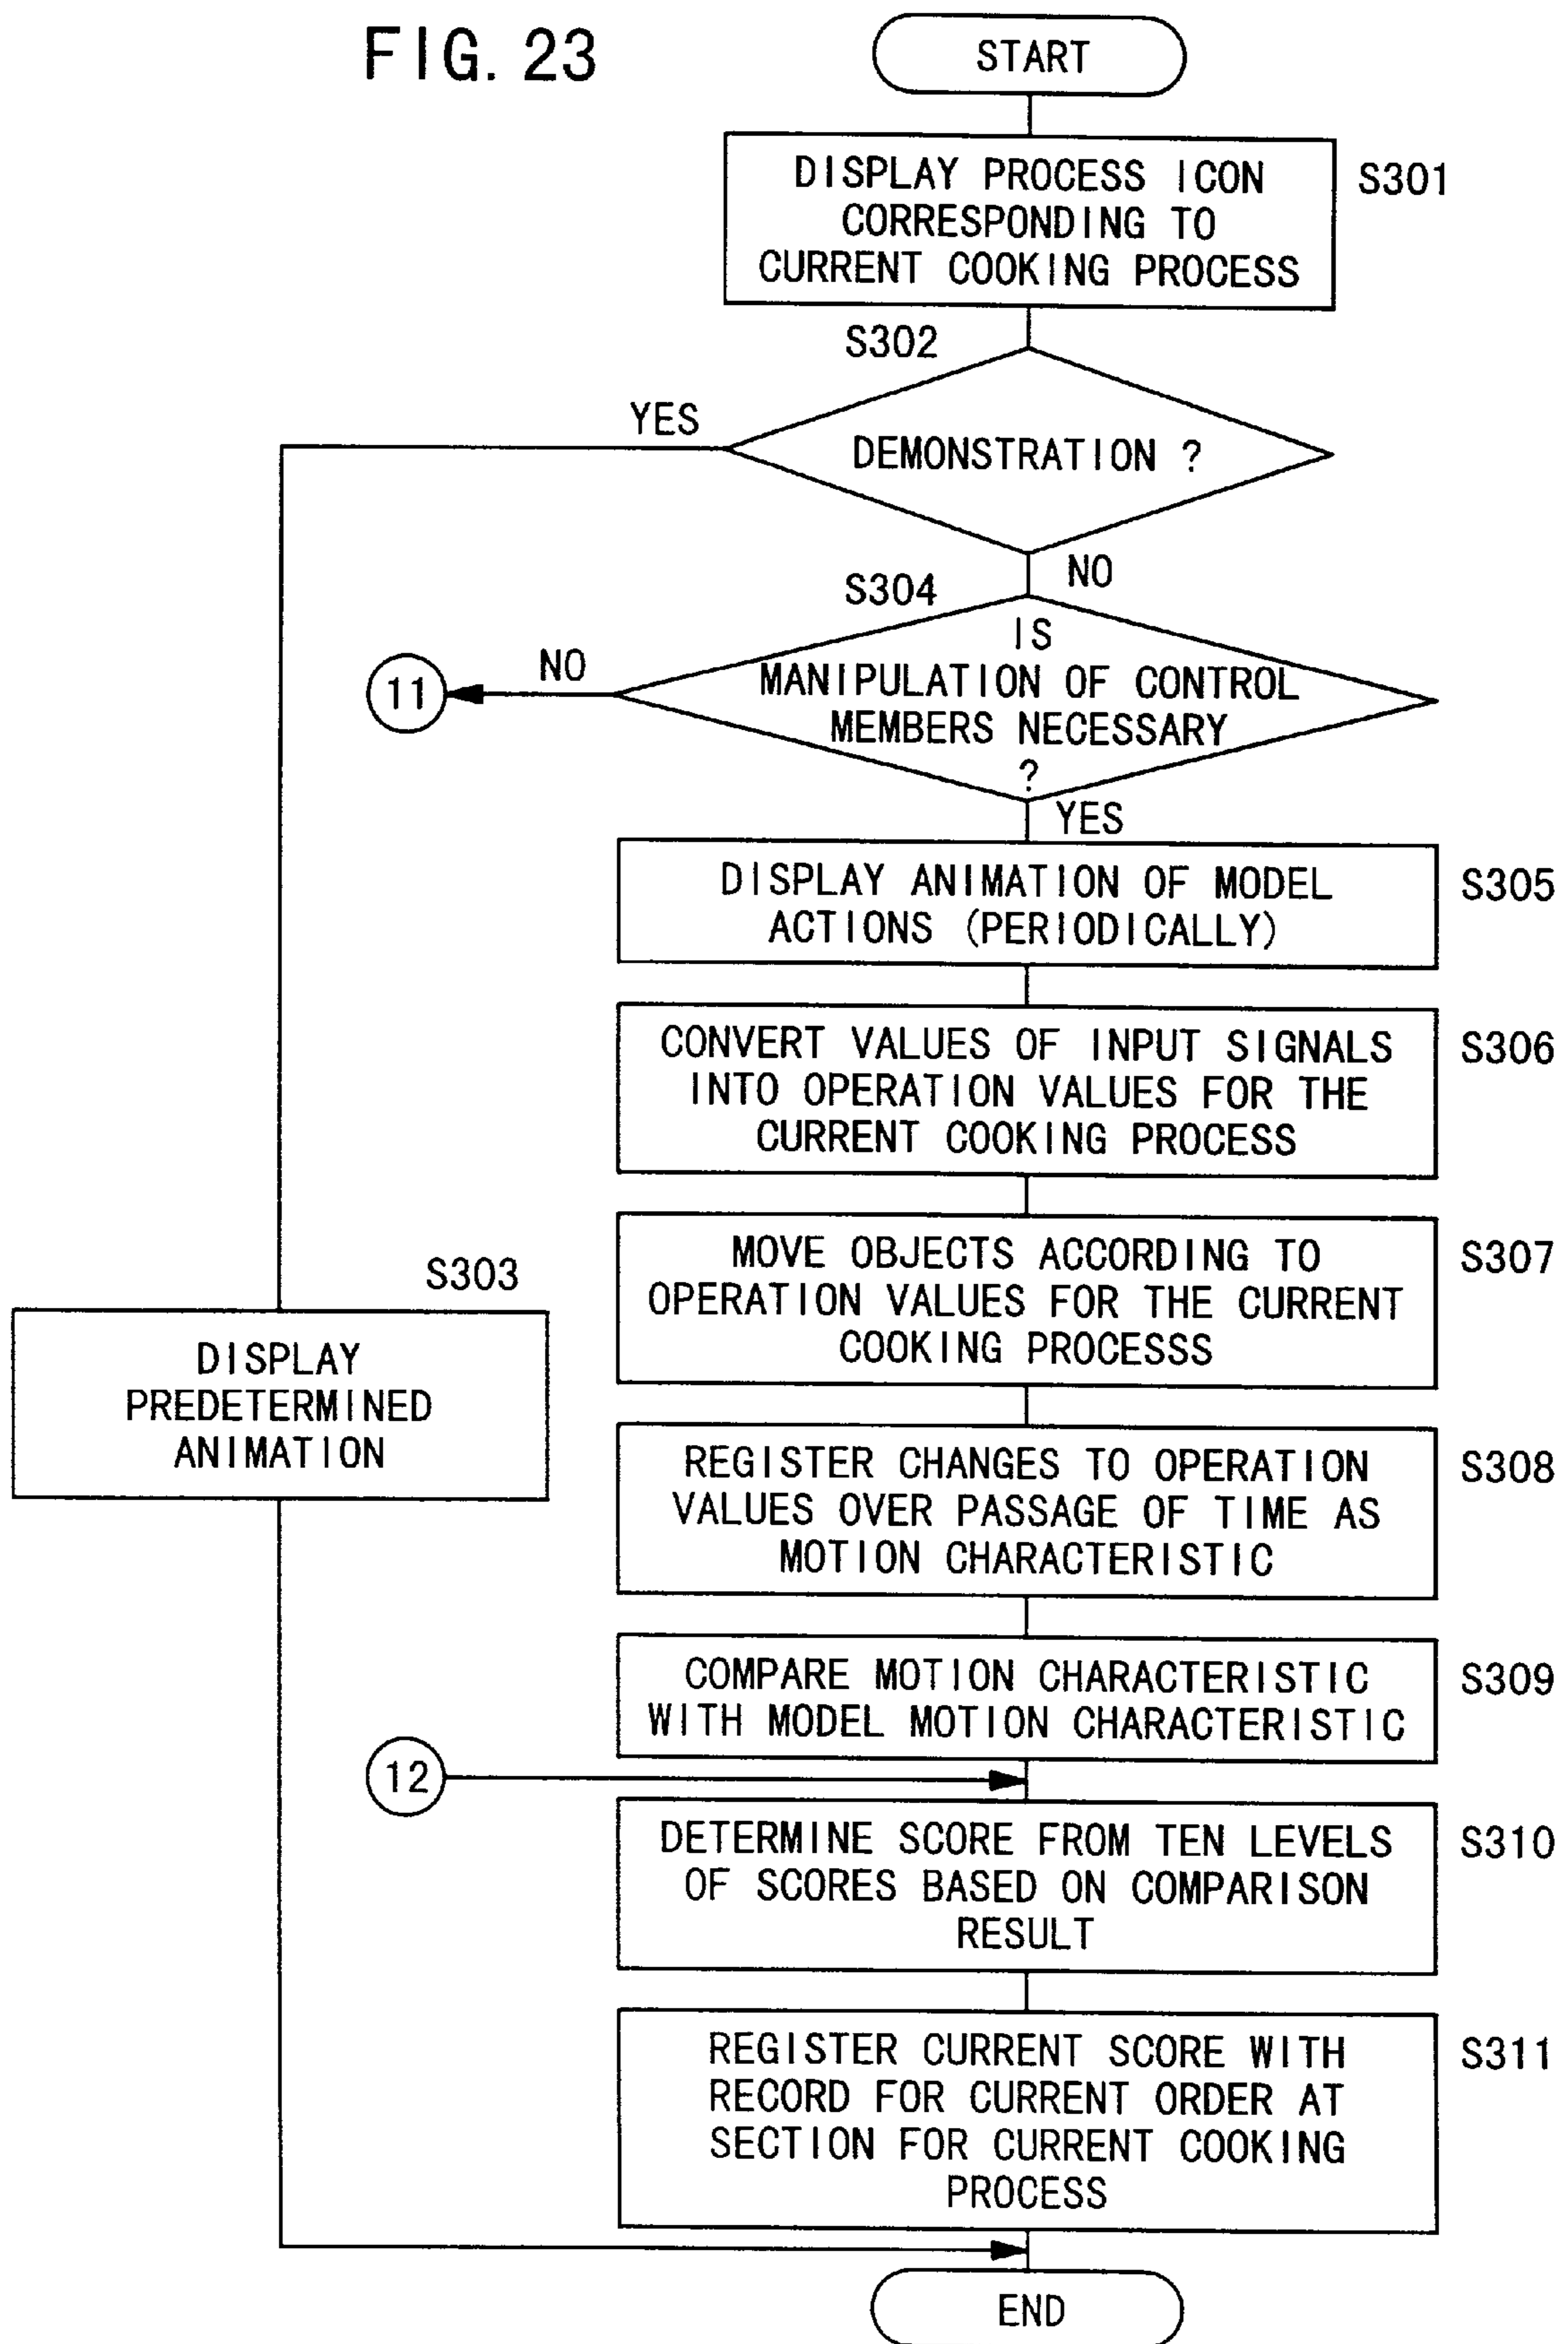 FIG. 23
START
DISPLAY PROCESS ICON
CORRESPONDING TO
CURRENT COOKING PROCESS
S301
S302
DEMONSTRATION ?
YES
NO
S304
IS
MANIPULATION OF CONTROL
MEMBERS NECESSARY
?
NO
11
YES
DISPLAY ANIMATION OF MODEL
ACTIONS (PERIODICALLY)
S305
CONVERT VALUES OF INPUT SIGNALS
INTO OPERATION VALUES FOR THE
CURRENT COOKING PROCESS
S306
MOVE OBJECTS ACCORDING TO
OPERATION VALUES FOR THE CURRENT
COOKING PROCESSS
S307
S303
DISPLAY
PREDETERMINED
ANIMATION
REGISTER CHANGES TO OPERATION
VALUES OVER PASSAGE OF TIME AS
MOTION CHARACTERISTIC
S308
COMPARE MOTION CHARACTERISTIC
WITH MODEL MOTION CHARACTERISTIC
S309
12
DETERMINE SCORE FROM TEN LEVELS
OF SCORES BASED ON COMPARISON
RESULT
S310
REGISTER CURRENT SCORE WITH
RECORD FOR CURRENT ORDER AT
SECTION FOR CURRENT COOKING
PROCESS
S311
END